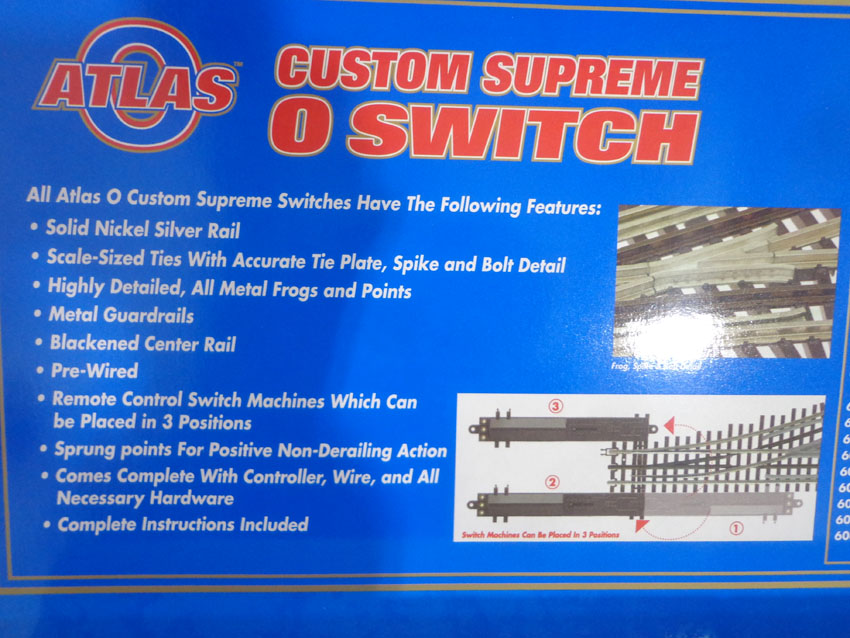 ATLAS™
O
CUSTOM SUPREME
O SWITCH
All Atlas O Custom Supreme Switches Have The Following Features:
• Solid Nickel Silver Rail
• Scale-Sized Ties With Accurate Tie Plate, Spike and Bolt Detail
• Highly Detailed, All Metal Frogs and Points
• Metal Guardrails
• Blackened Center Rail
• Pre-Wired
• Remote Control Switch Machines Which Can
be Placed in 3 Positions
• Sprung points For Positive Non-Derailing Action
• Comes Complete With Controller, Wire, and All
Necessary Hardware
• Complete Instructions Included
Frog,
3
2
1
Switch Machines Can Be Placed In 3 Positions